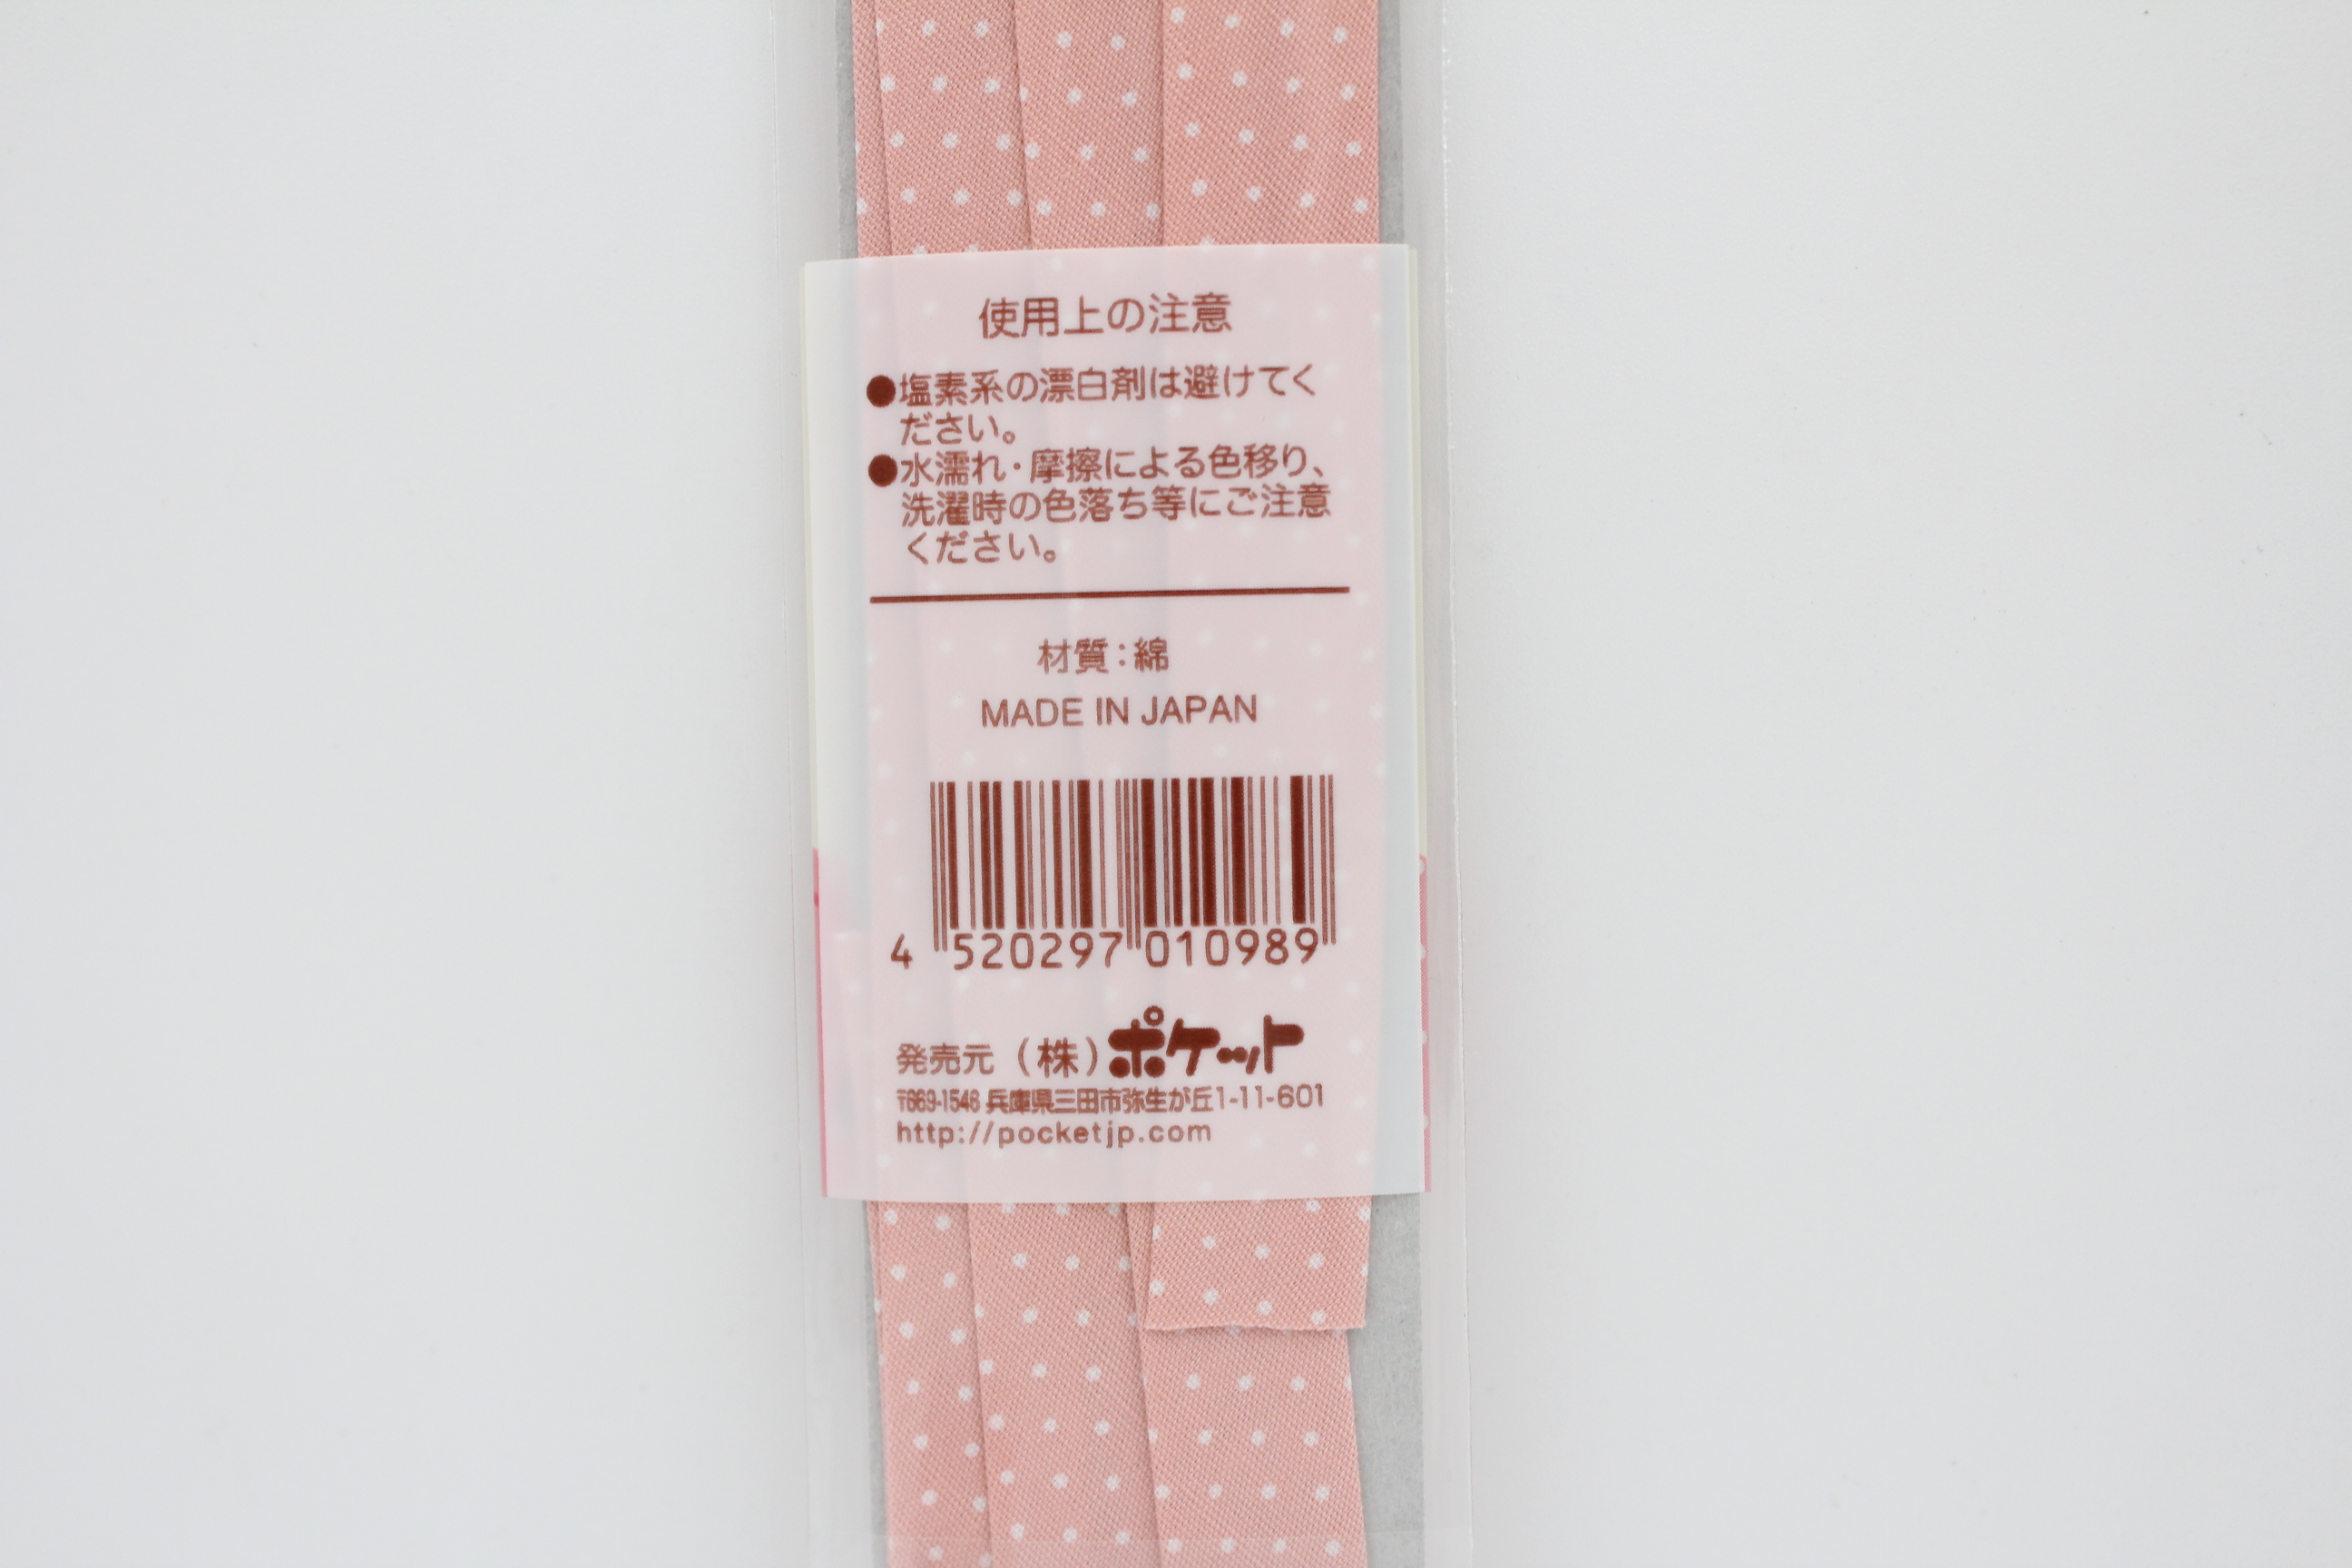 使用上の注意
●塩素系の漂白剤は避けてく
ださい。
●水濡れ・摩擦による色移り、
洗濯時の色落ち等にご注意
ください。
材質：綿
MADE IN JAPAN
4 520297 010989
発売元（株）ポケット
〒669-1546 兵庫県三田市弥生が丘1-11-601
http://pocketjp.com